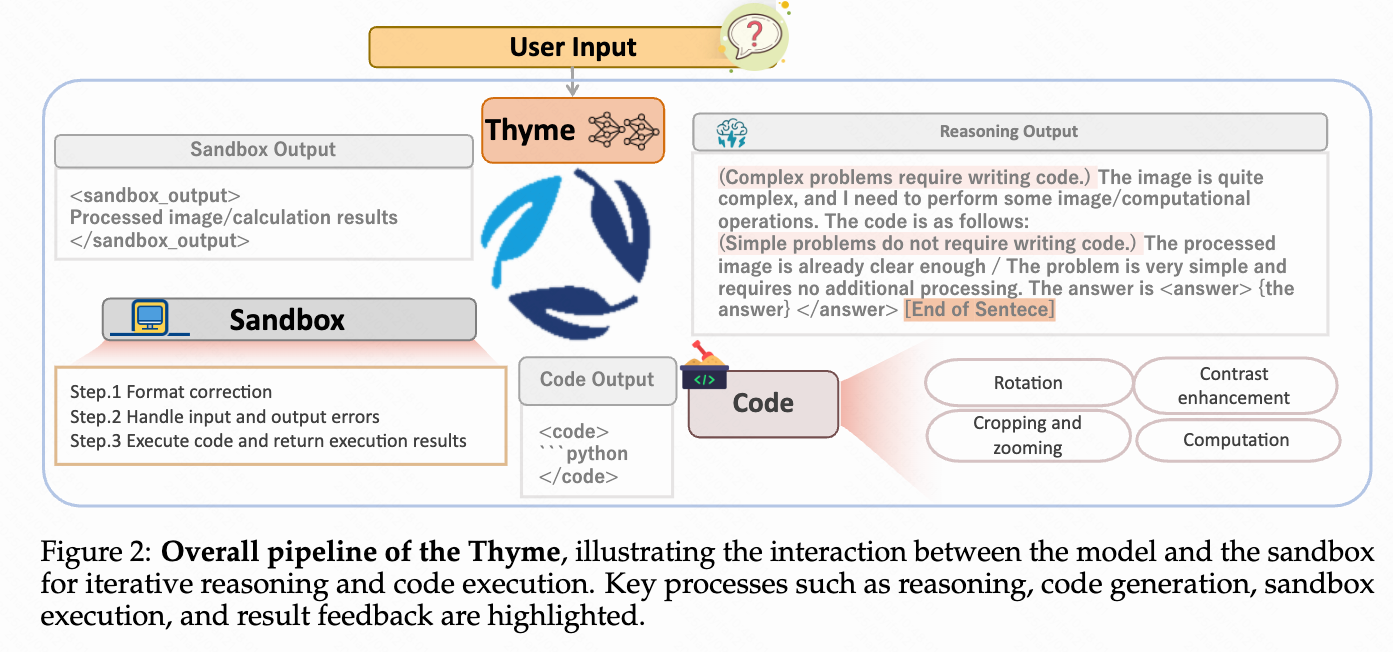 User Input
?
Thyme
Sandbox Output
<sandbox_output>
Processed image/calculation results
</sandbox_output>
Reasoning Output
(Complex problems require writing code.) The image is quite
complex, and I need to perform some image/computational
operations. The code is as follows:
(Simple problems do not require writing code.) The processed
image is already clear enough / The problem is very simple and
requires no additional processing. The answer is <answer> {the
answer} </answer> [End of Sentece]
Sandbox
Step.1 Format correction
Step.2 Handle input and output errors
Step.3 Execute code and return execution results
Code Output
<code>
```python
</code>
</>
Code
Rotation
Contrast
enhancement
Cropping and
zooming
Computation
Figure 2: Overall pipeline of the Thyme, illustrating the interaction between the model and the sandbox
for iterative reasoning and code execution. Key processes such as reasoning, code generation, sandbox
execution, and result feedback are highlighted.